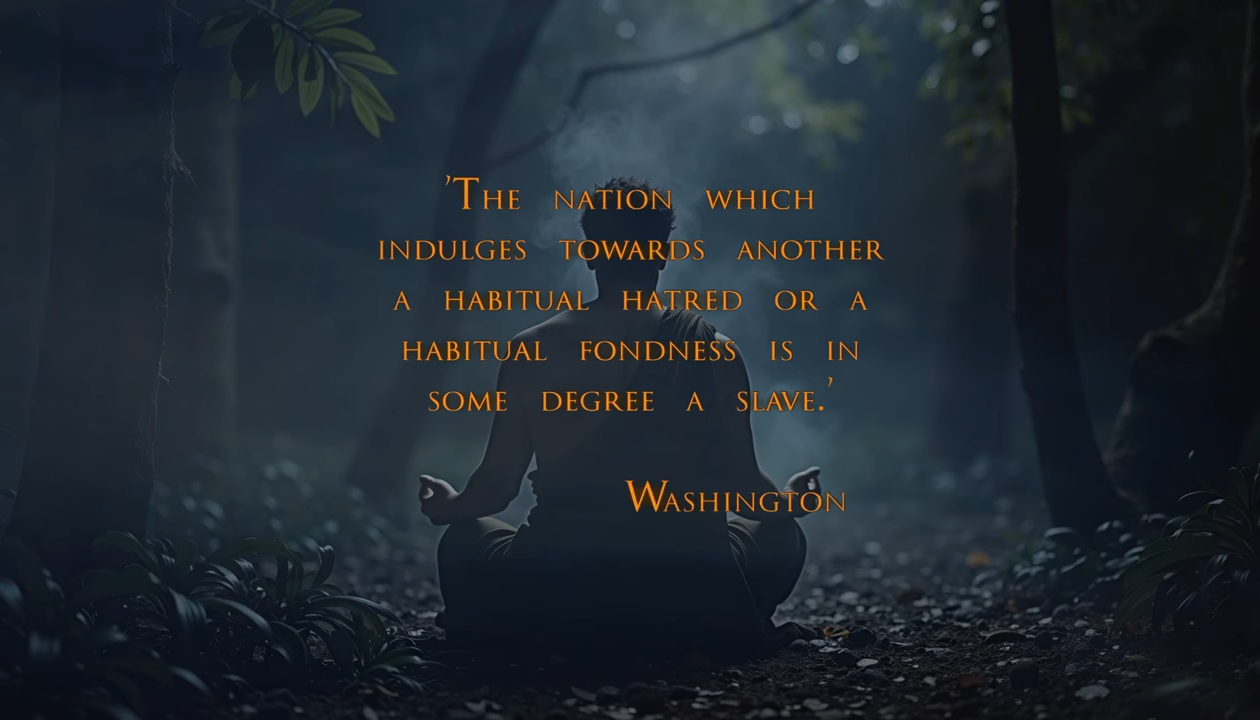 'The nation which
indulges towards another
a habitual hatred or a
habitual fondness is in
some degree a slave.'
Washington